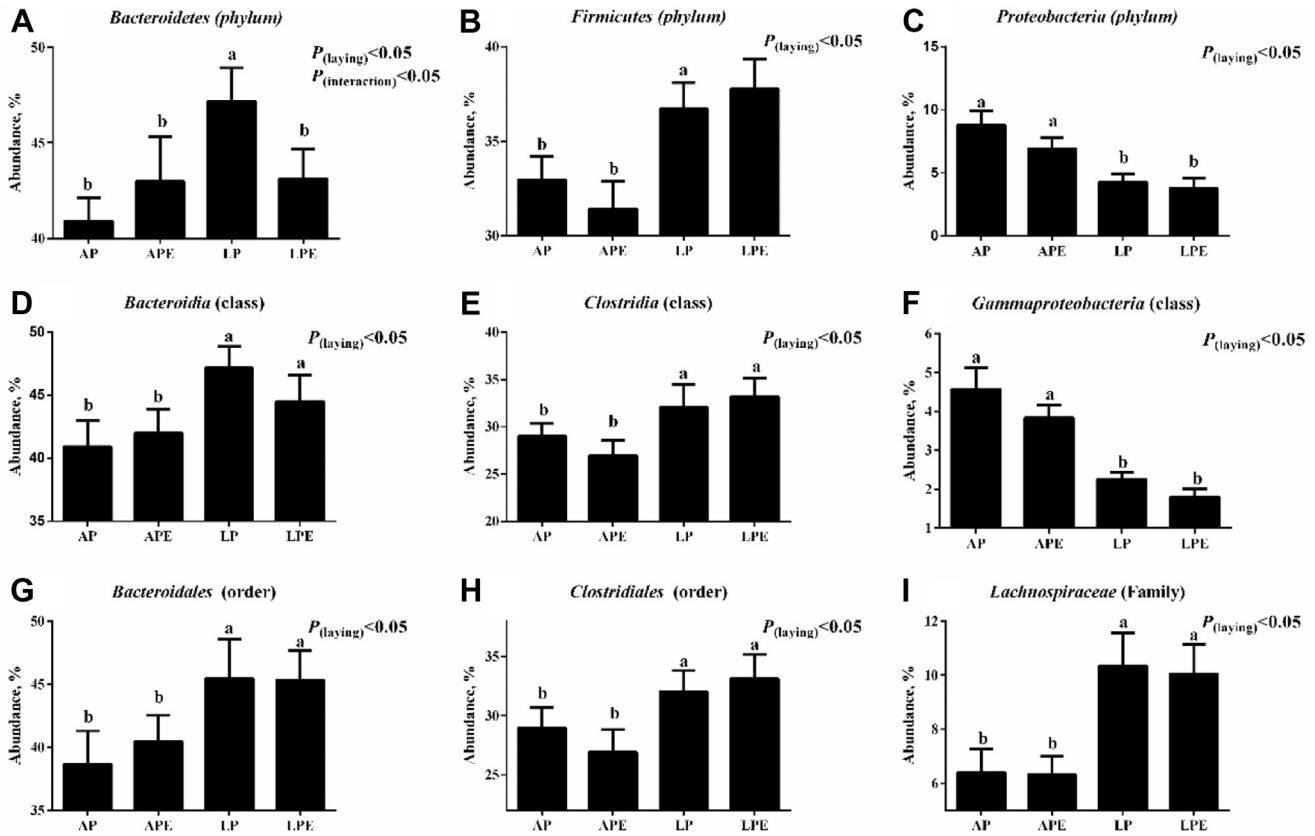 A
Bacteroidetes (phylum)
P(laying)<0.05
P(interaction)<0.05
Abundance, %
50
45
40
b
b
a
b
AP
APE
LP
LPE
B
Firmicutes (phylum)
P(laying)<0.05
Abundance, %
40
35
30
b
b
a
AP
APE
LP
LPE
C
Proteobacteria (phylum)
P(laying)<0.05
Abundance, %
15
10
5
0
a
a
b
b
AP
APE
LP
LPE
D
Bacteroidia (class)
P(laying)<0.05
Abundance, %
50
45
40
35
b
b
a
a
AP
APE
LP
LPE
E
Clostridia (class)
P(laying)<0.05
Abundance, %
40
35
30
25
20
b
b
a
a
AP
APE
LP
LPE
F
Gammaproteobacteria (class)
P(laying)<0.05
Abundance, %
6
5
4
3
2
1
a
a
b
b
AP
APE
LP
LPE
G
Bacteroidales (order)
P(laying)<0.05
Abundance, %
50
45
40
35
b
b
a
a
AP
APE
LP
LPE
H
Clostridiales (order)
P(laying)<0.05
Abundance, %
35
30
25
b
b
a
a
AP
APE
LP
LPE
I
Lachnospiraceae (Family)
P(laying)<0.05
Abundance, %
12
10
8
6
b
b
a
a
AP
APE
LP
LPE